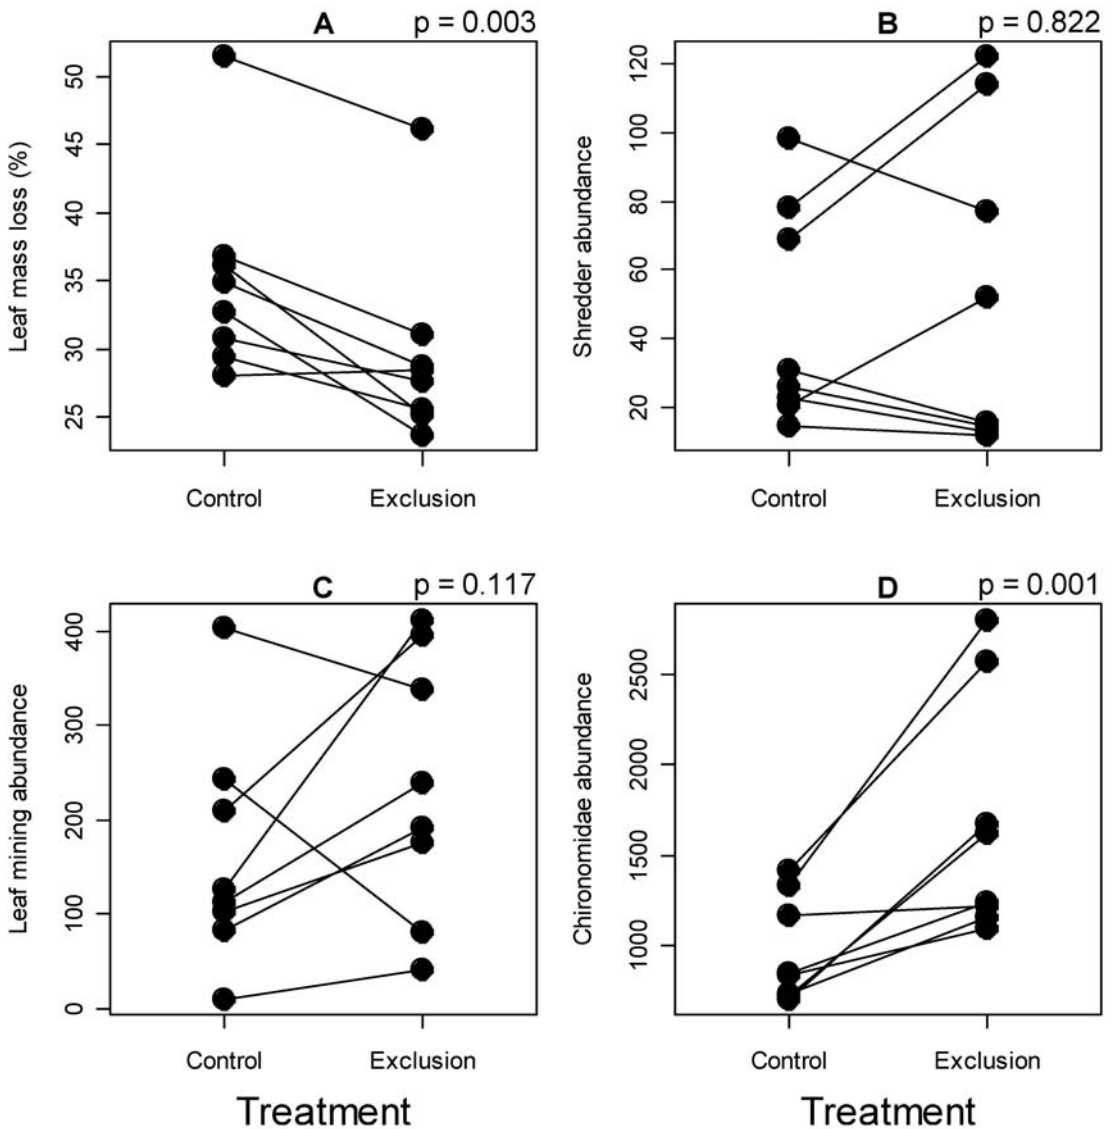 A p = 0.003
Leaf mass loss (%)
50
45
40
35
30
25
Control Exclusion
B p = 0.822
Shredder abundance
120
100
80
60
40
20
Control Exclusion
C p = 0.117
Leaf mining abundance
400
300
200
100
0
Control Exclusion
Treatment
D p = 0.001
Chironomidae abundance
2500
2000
1500
1000
Control Exclusion
Treatment